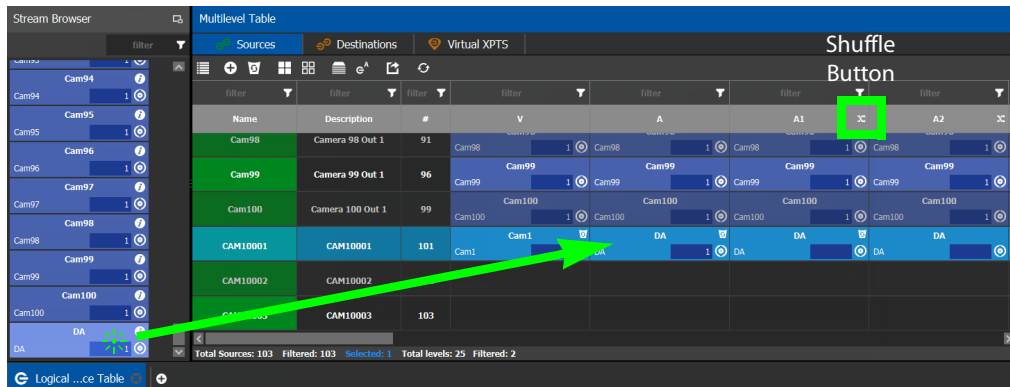 Stream Browser
Multilevel Table
filter
Sources
Destinations
Virtual XPTS
Shuffle
Button
filter filter filter filter filter filter filter
Name Description # V A A1 A2
Cam94
Cam94 1
Cam95
Cam95 1
Cam96
Cam96 1
Cam97
Cam97 1
Cam98
Cam98 1
Cam99
Cam99 1
Cam100
Cam100 1
DA
DA 1
Cam98 Camera 98 Out 1 91
Cam98 1 Cam98 1 Cam98 1 Cam98 1
Cam99 Camera 99 Out 1 96 Cam99 Cam99 Cam99 Cam99
Cam99 1 Cam99 1 Cam99 1 Cam99 1
Cam100 Camera 100 Out 1 99 Cam100 Cam100 Cam100 Cam100
Cam100 1 Cam100 1 Cam100 1 Cam100 1
CAM10001 CAM10001 101 Cam1 DA DA DA
Cam1 DA 1 DA DA
CAM10002 CAM10002
CAM10003 103
Total Sources: 103 Filtered: 103 Selected: 1 Total levels: 25 Filtered: 2
Logical ...ce Table